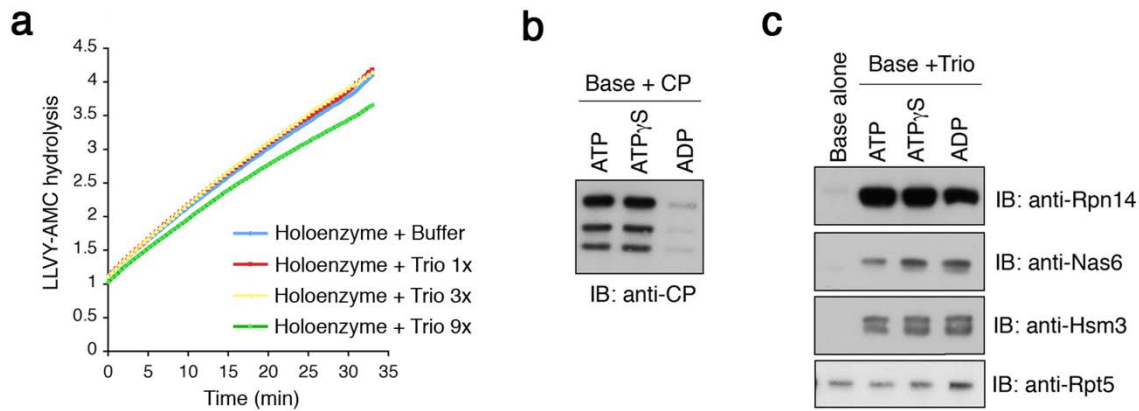 a
LLVY-AMC hydrolysis
4.5
4
3.5
3
2.5
2
1.5
1
0.5
0
0 5 10 15 20 25 30 35
Time (min)
Holoenzyme + Buffer
Holoenzyme + Trio 1x
Holoenzyme + Trio 3x
Holoenzyme + Trio 9x
b
Base + CP
ATP
ATPγS
ADP
IB: anti-CP
c
Base alone
Base +Trio
ATP
ATPγS
ADP
IB: anti-Rpn14
IB: anti-Nas6
IB: anti-Hsm3
IB: anti-Rpt5